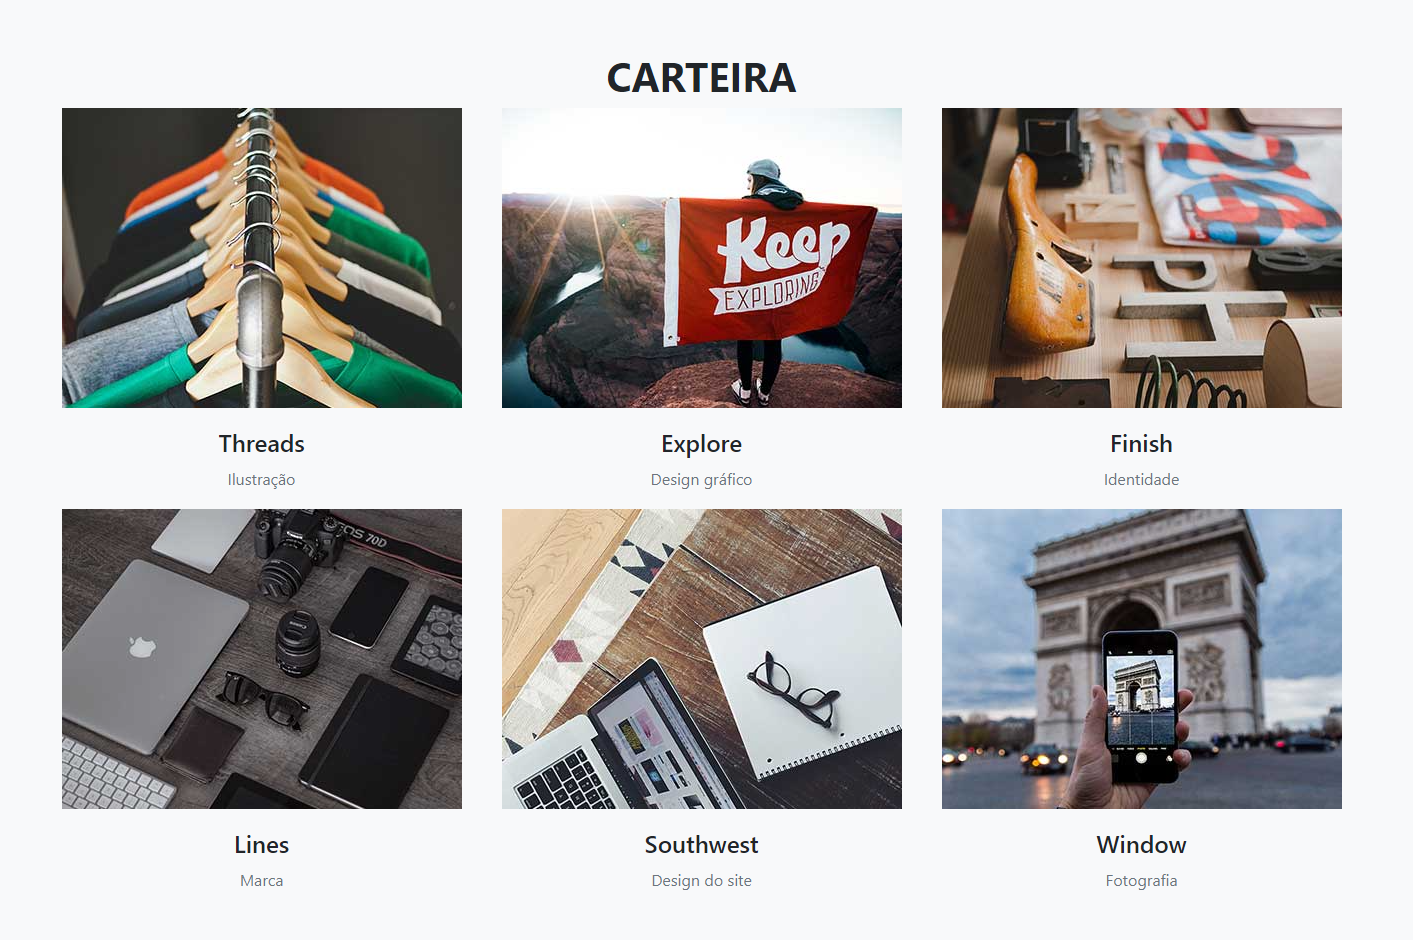 CARTEIRA
Keep
EXPLORING
Threads
Ilustração
Explore
Design gráfico
Finish
Identidade
EOS 70D
Lines
Marca
Southwest
Design do site
Window
Fotografia